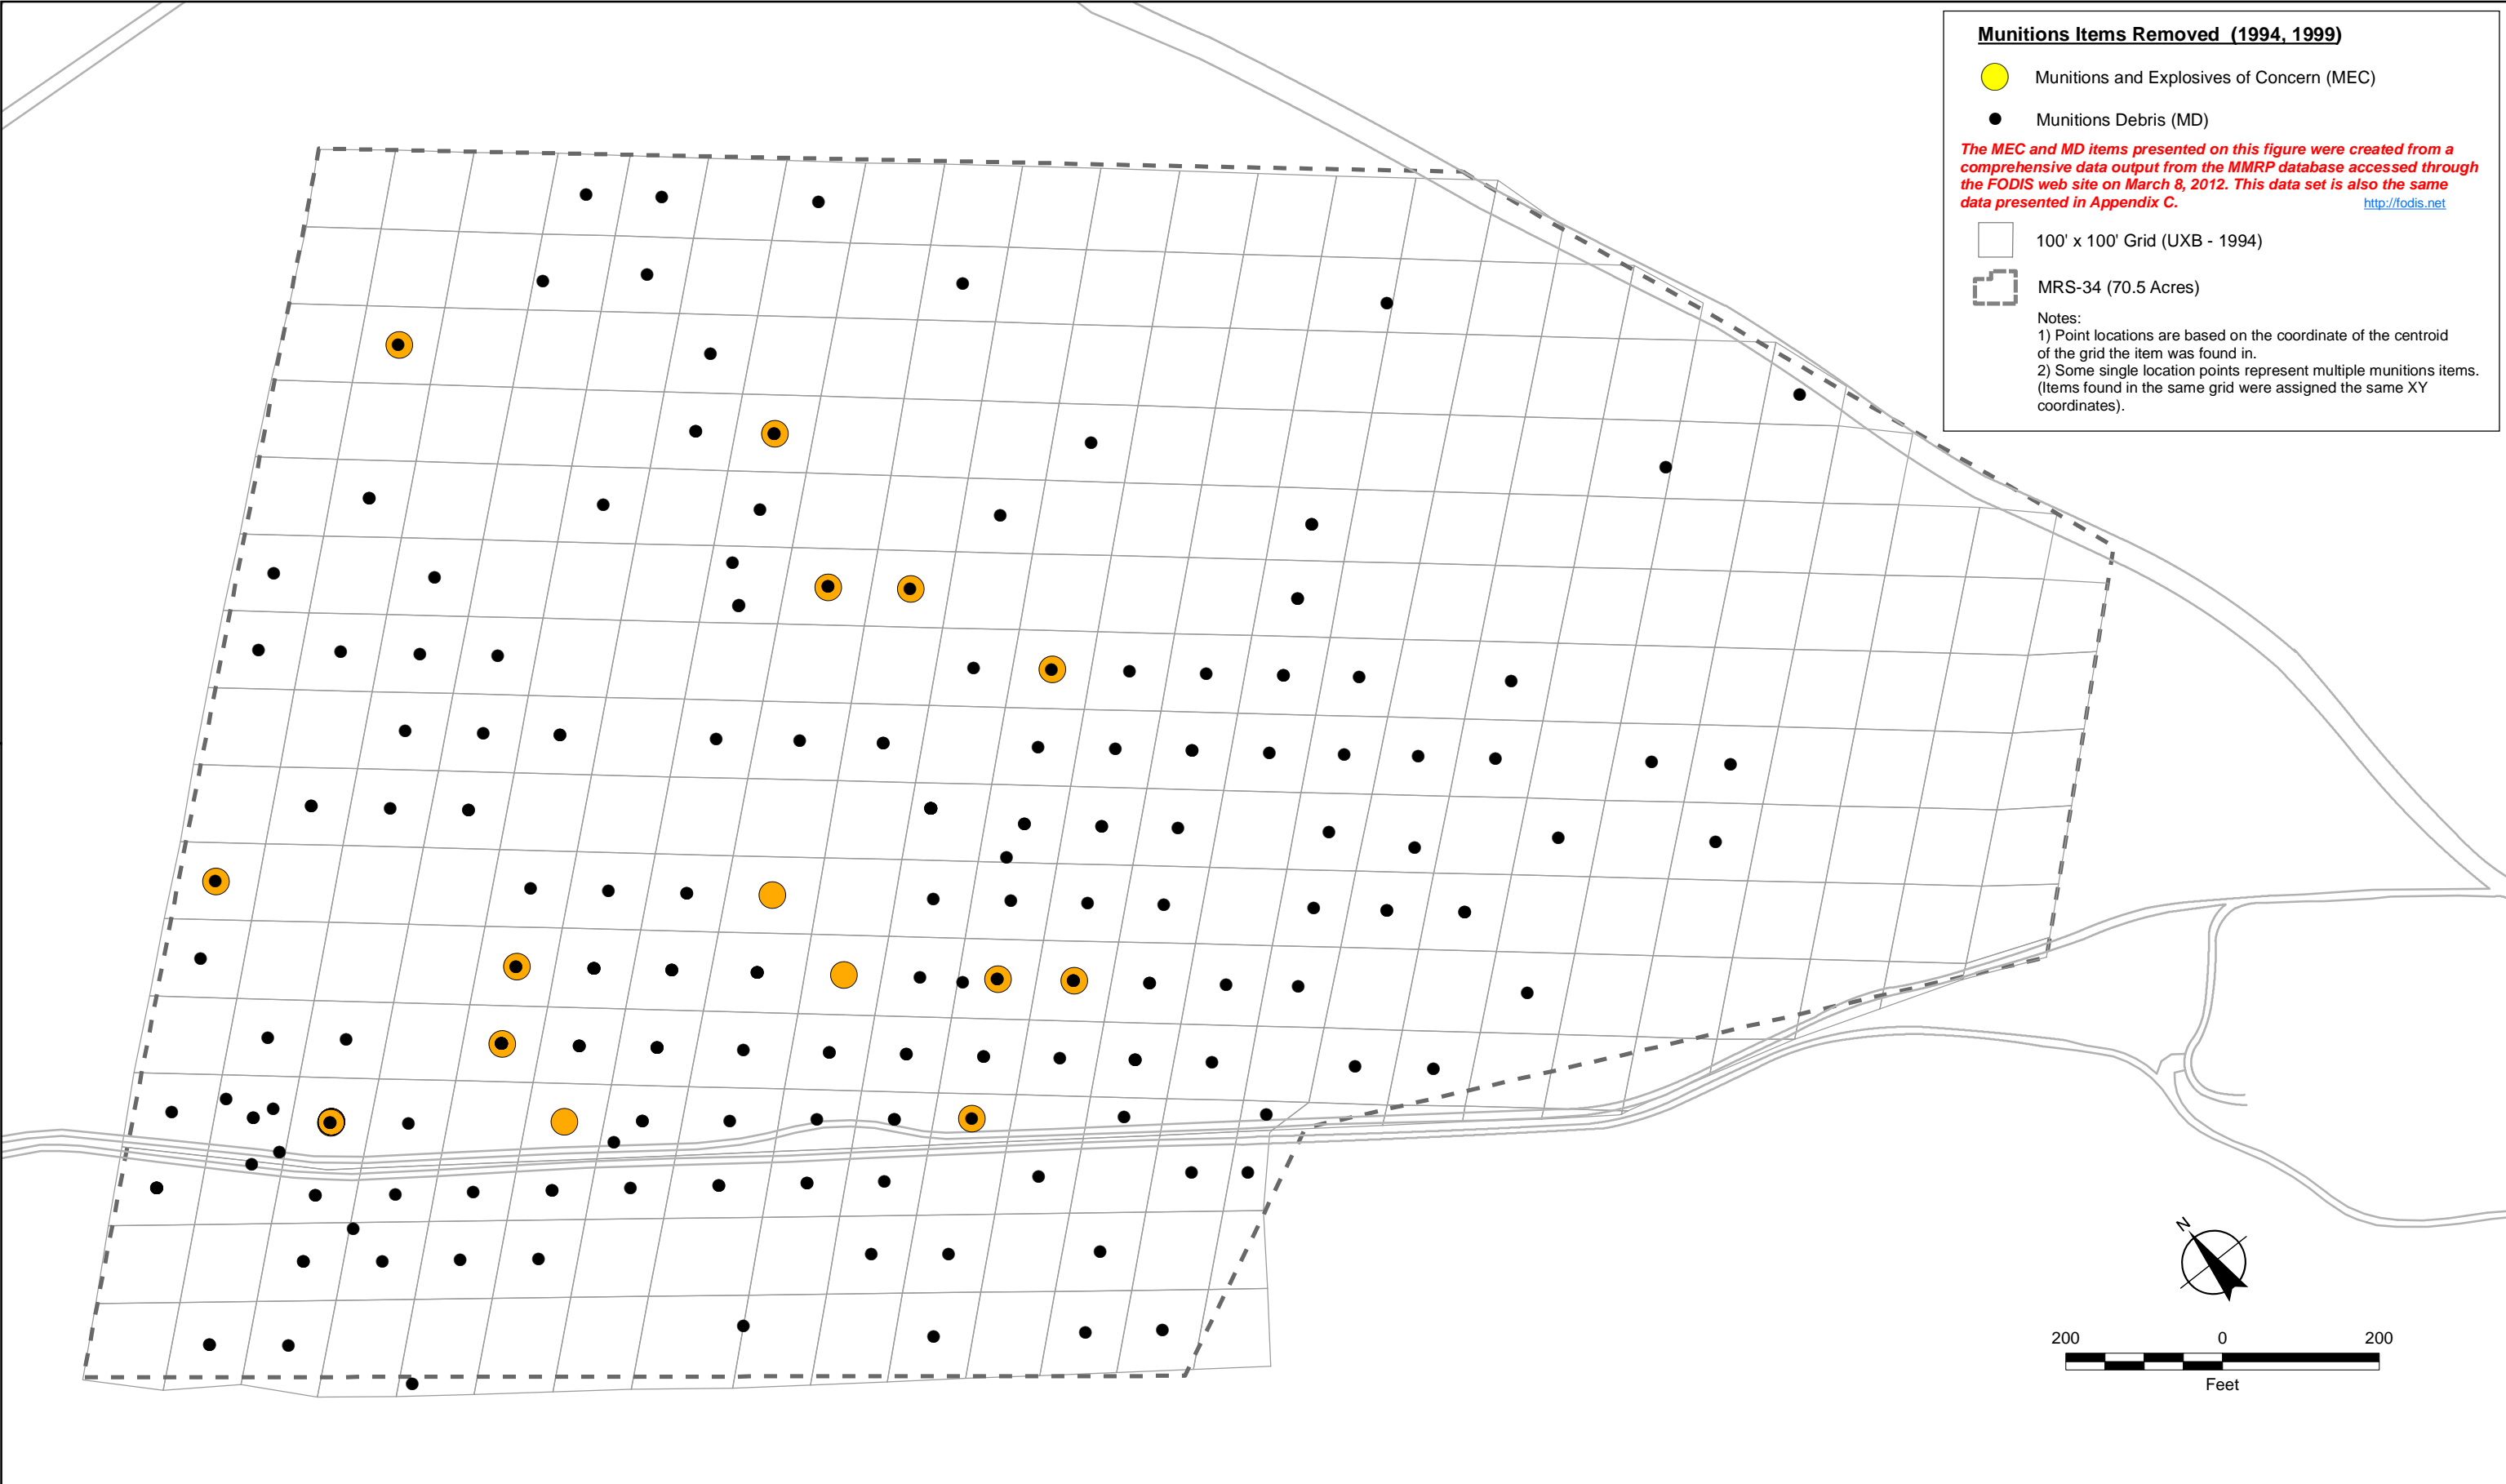 Munitions Items Removed (1994, 1999)
Munitions and Explosives of Concern (MEC)
Munitions Debris (MD)
The MEC and MD items presented on this figure were created from a
comprehensive data output from the MMRP database accessed through
the FODIS web site on March 8, 2012. This data set is also the same
data presented in Appendix C. http://fodis.net
100' x 100' Grid (UXB - 1994)
MRS-34 (70.5 Acres)
Notes:
1) Point locations are based on the coordinate of the centroid
of the grid the item was found in.
2) Some single location points represent multiple munitions items.
(Items found in the same grid were assigned the same XY
coordinates).
N
200 0 200
Feet